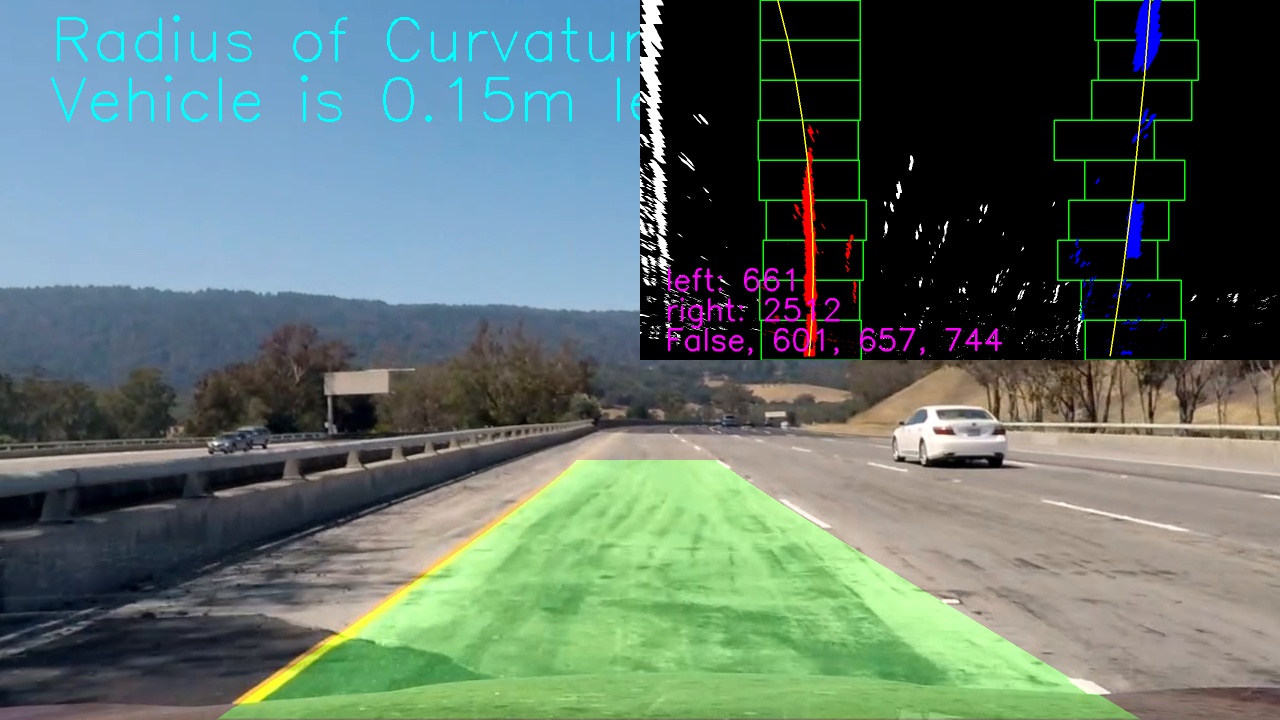 Radius of Curvatur
Vehicle is 0.15m le
left: 661
right: 2512
False, 601, 657, 744